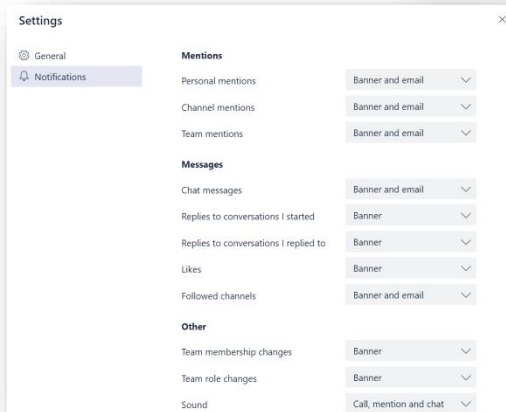 Settings
General
Notifications
Mentions
Personal mentions Banner and email
Channel mentions Banner and email
Team mentions Banner and email
Messages
Chat messages Banner and email
Replies to conversations I started Banner
Replies to conversations I replied to Banner
Likes Banner
Followed channels Banner and email
Other
Team membership changes Banner
Team role changes Banner
Sound Call, mention and chat